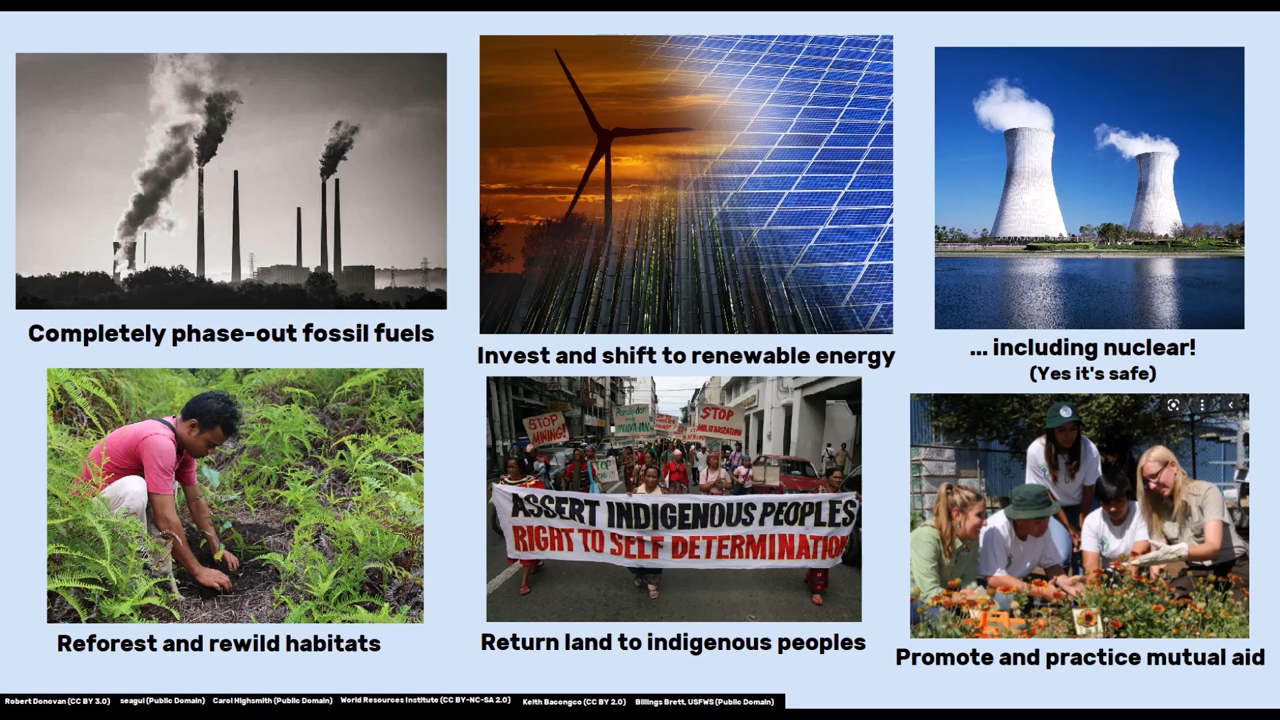 Completely phase-out fossil fuels
Invest and shift to renewable energy
... including nuclear!
(Yes it's safe)
STOP
MINING!
STOP
MILITARIZATION
STOP
ASSERT INDIGENOUS PEOPLES
RIGHT TO SELF DETERMINATION
Reforest and rewild habitats
Return land to indigenous peoples
Promote and practice mutual aid
Robert Donovan (CC BY 3.0) seagul (Public Domain) Carol Highsmith (Public Domain) World Resources Institute (CC BY-NC-SA 2.0) Keith Bacongco (CC BY 2.0) Billings Brett, USFWS (Public Domain)